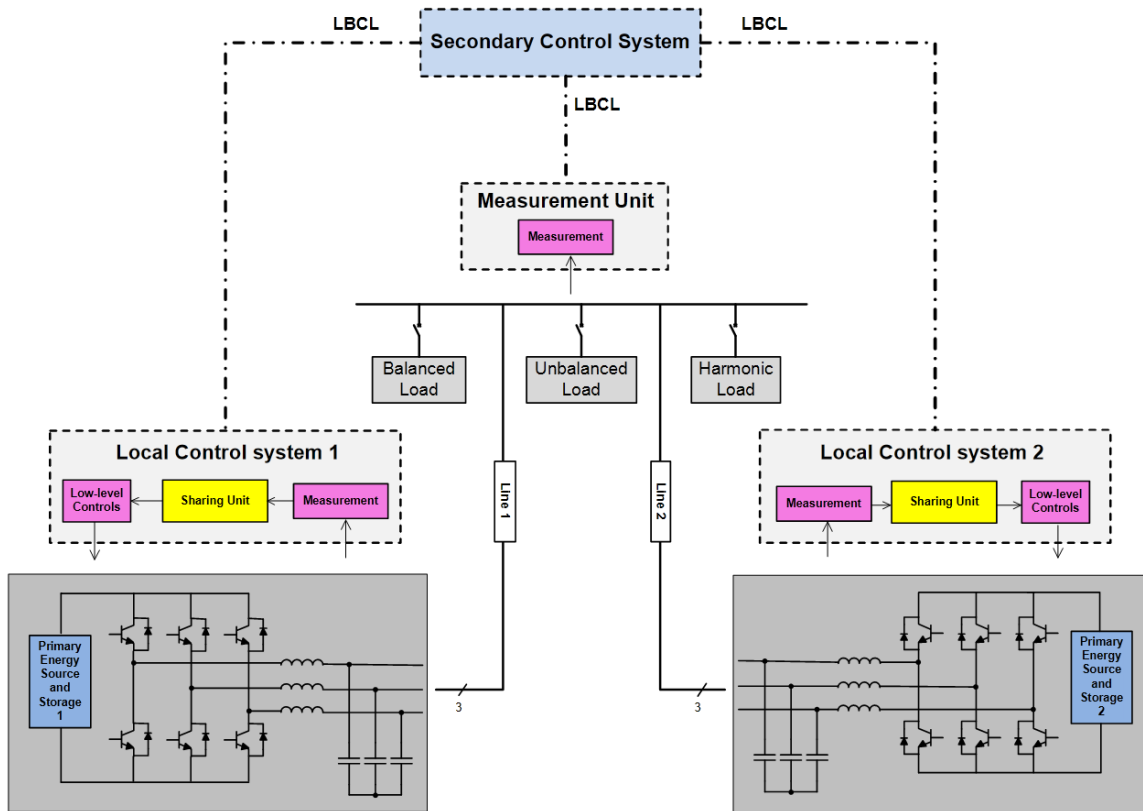 LBCL
Secondary Control System
LBCL
LBCL
Measurement Unit
Measurement
Balanced
Load
Unbalanced
Load
Harmonic
Load
Local Control system 1
Low-level
Controls
Sharing Unit
Measurement
Line 1
Line 2
Local Control system 2
Measurement
Sharing Unit
Low-level
Controls
Primary
Energy
Source
and
Storage
1
3
3
Primary
Energy
Source
and
Storage
2